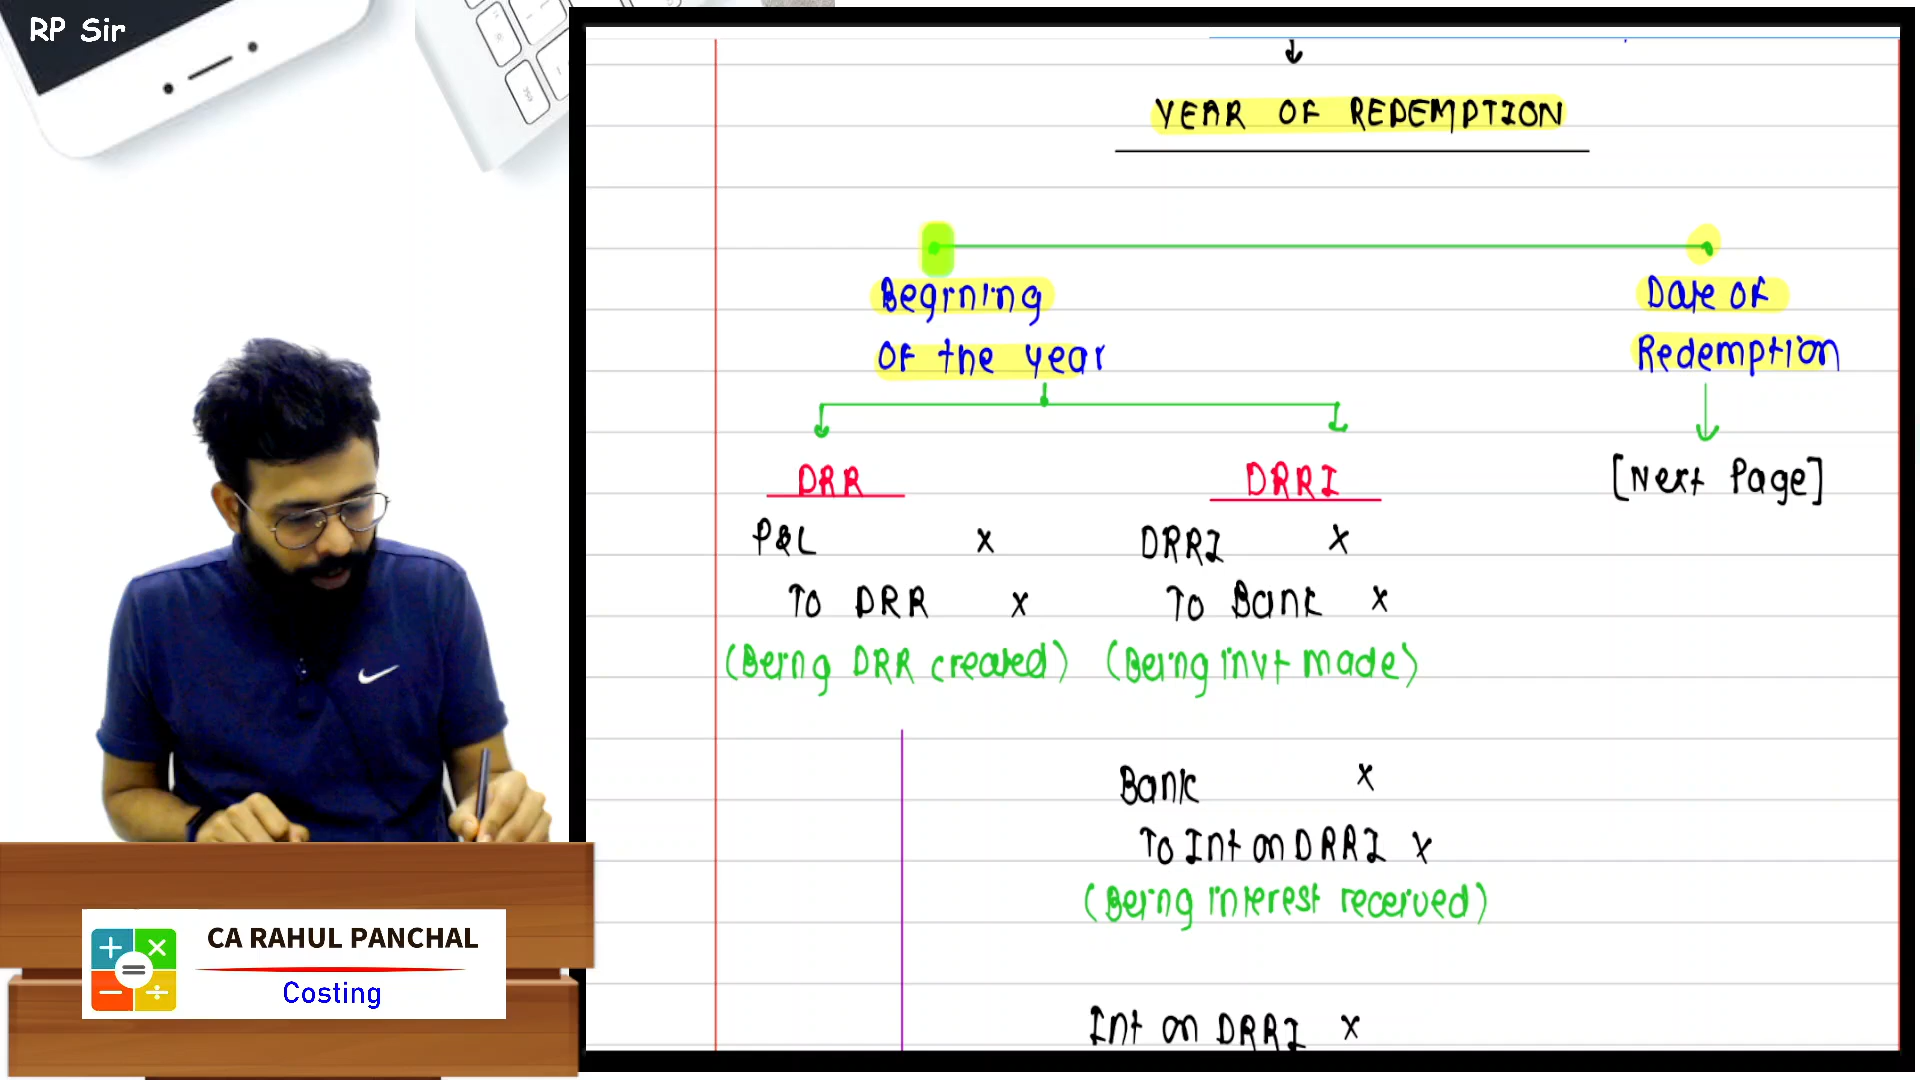 RP Sir
YEAR OF REDEMPTION
Beginning
Of the year
Date of
Redemption
DRR
DRRI
[Next Page]
P&L x
To DRR x
(Being DRR created)
DRRI x
To Bank x
(Being invt made)
Bank x
To Int on DRRI x
(Being interest received)
Int on DRRI x
CA RAHUL PANCHAL
Costing